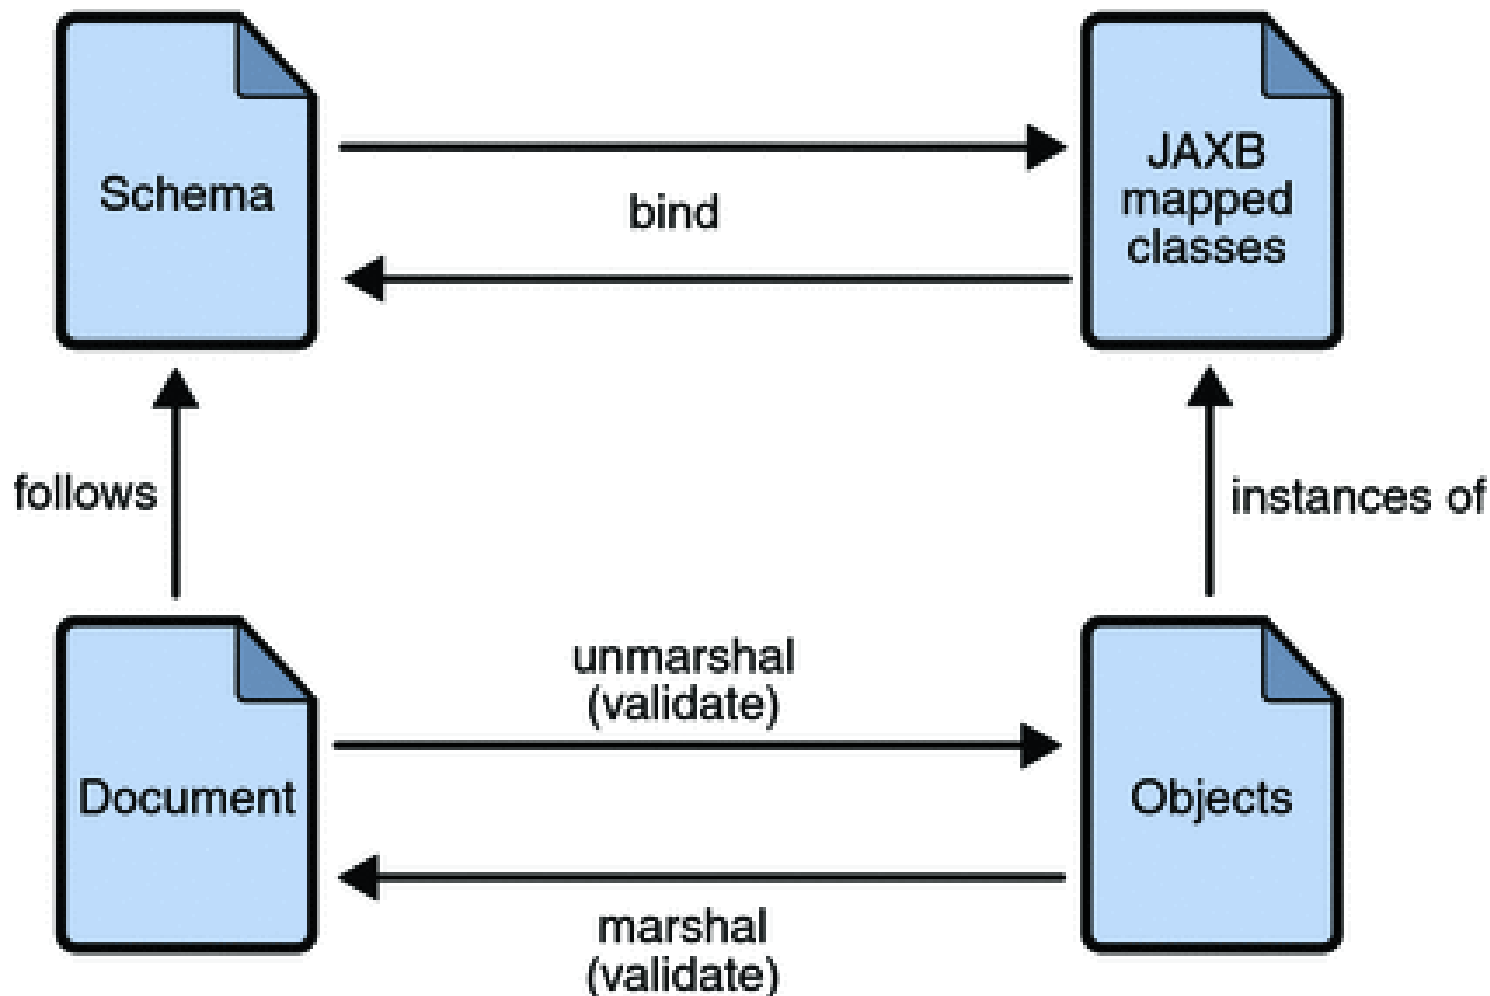 Schema
bind
JAXB
mapped
classes
follows
instances of
Document
unmarshal
(validate)
Objects
marshal
(validate)